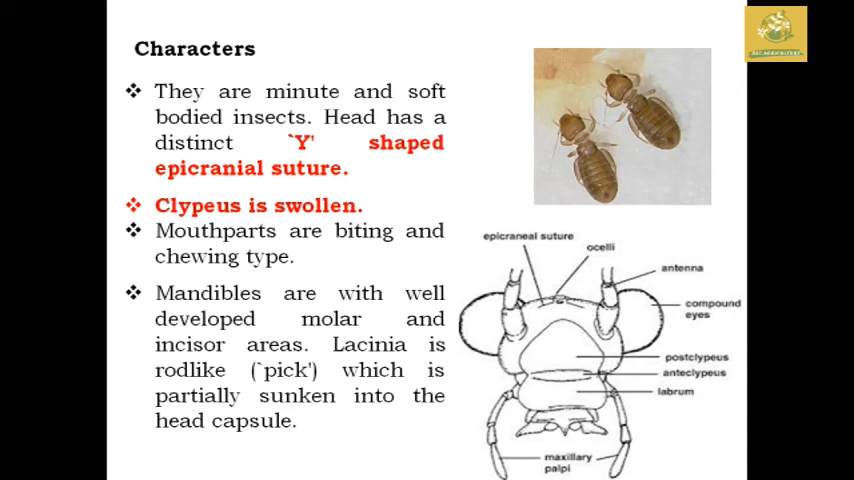 Characters
❖ They are minute and soft
bodied insects. Head has a
distinct `Y' shaped
epicranial suture.
❖ Clypeus is swollen.
❖ Mouthparts are biting and
chewing type.
❖ Mandibles are with well
developed molar and
incisor areas. Lacinia is
rodlike (`pick') which is
partially sunken into the
head capsule.
epicraneal suture
ocelli
antenna
compound
eyes
postclypeus
anteclypeus
labrum
maxillary
palpi